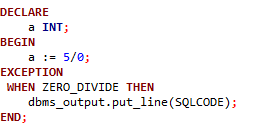 DECLARE
    a INT;
BEGIN
    a := 5/0;
EXCEPTION
 WHEN ZERO_DIVIDE THEN
    dbms_output.put_line(SQLCODE);
END;